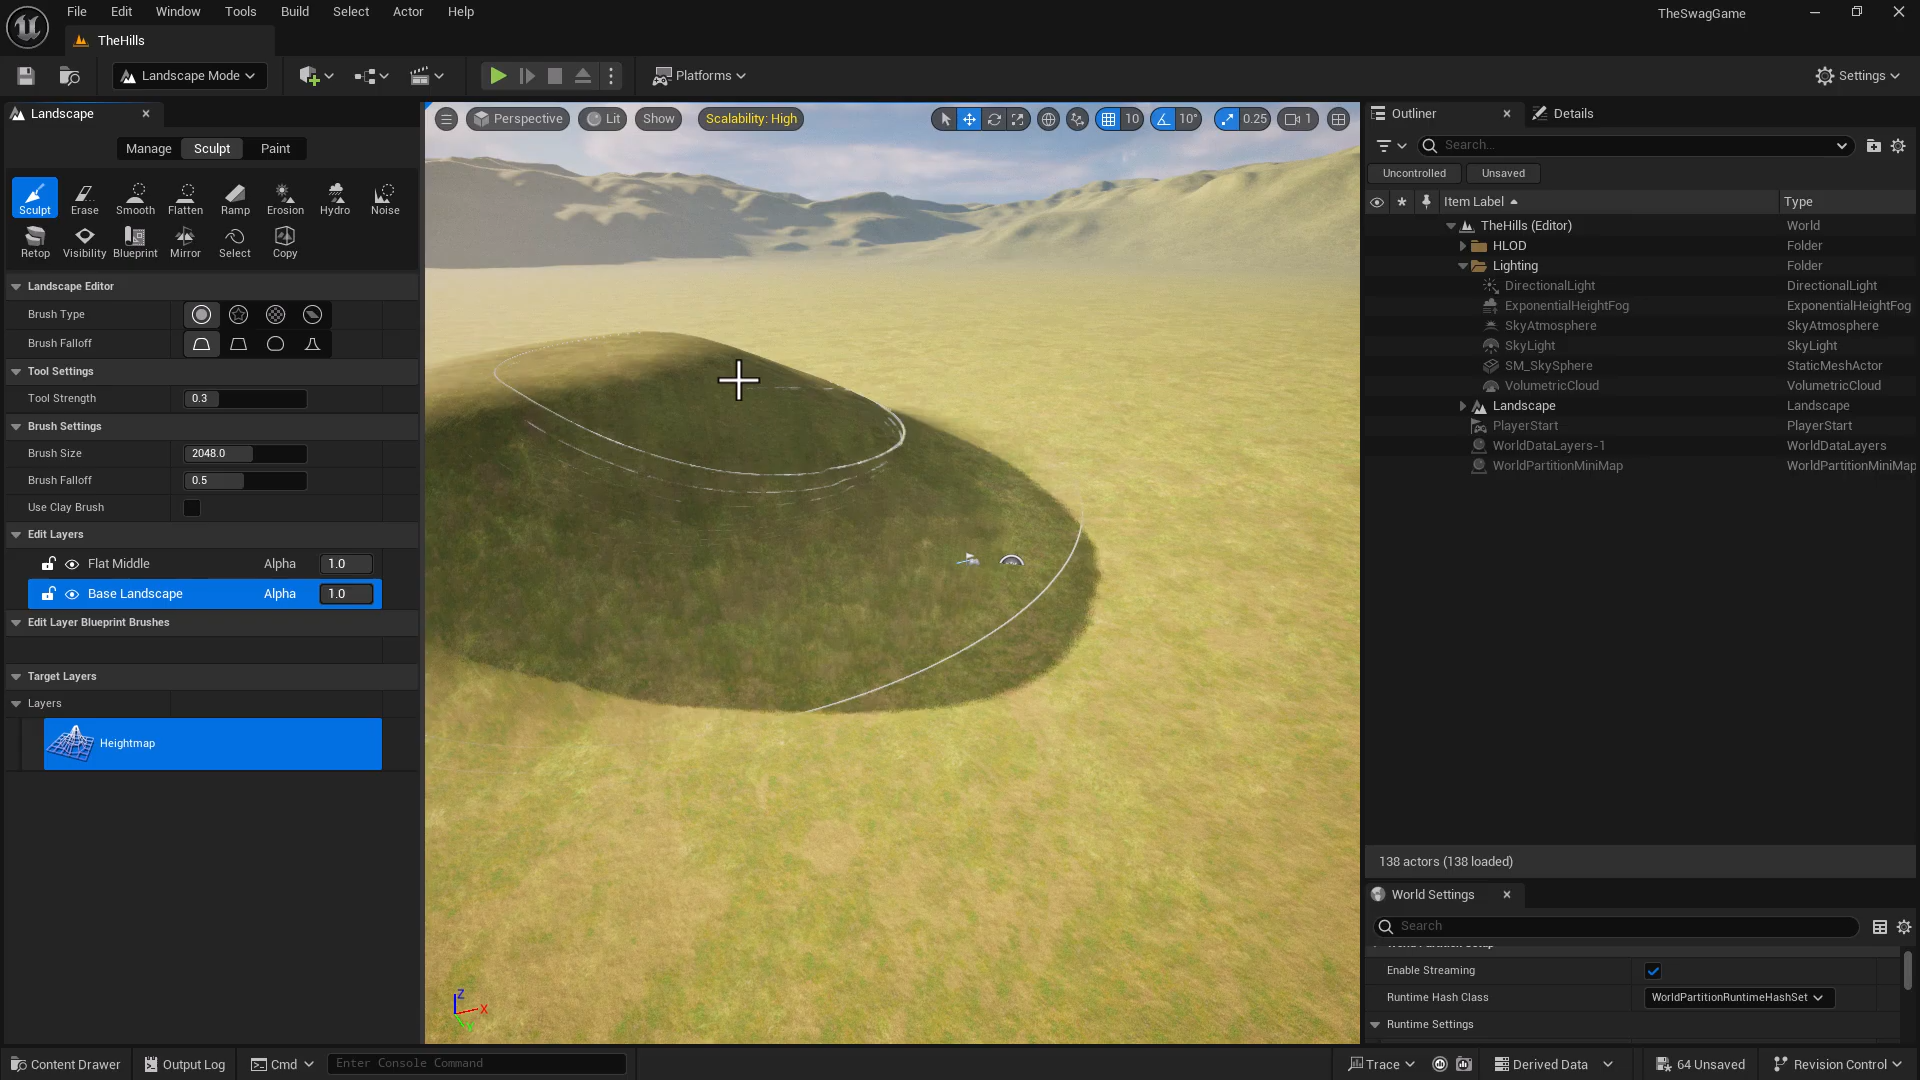 File Edit Window Tools Build Select Actor Help
TheSwagGame
TheHills
Landscape Mode
Platforms
Settings
Landscape
Manage Sculpt Paint
Sculpt Erase Smooth Flatten Ramp Erosion Hydro Noise
Retop Visibility Blueprint Mirror Select Copy
Landscape Editor
Brush Type
Brush Falloff
Tool Settings
Tool Strength 0.3
Brush Settings
Brush Size 2048.0
Brush Falloff 0.5
Use Clay Brush
Edit Layers
Flat Middle Alpha 1.0
Base Landscape Alpha 1.0
Edit Layer Blueprint Brushes
Target Layers
Layers
Heightmap
Perspective Lit Show Scalability: High 10 10° 0.25 1
Z
X
Outliner Details
Search...
Uncontrolled Unsaved
Item Label Type
TheHills (Editor) World
HLOD Folder
Lighting Folder
DirectionalLight DirectionalLight
ExponentialHeightFog ExponentialHeightFog
SkyAtmosphere SkyAtmosphere
SkyLight SkyLight
SM_SkySphere StaticMeshActor
VolumetricCloud VolumetricCloud
Landscape Landscape
PlayerStart PlayerStart
WorldDataLayers-1 WorldDataLayers
WorldPartitionMiniMap WorldPartitionMiniMap
138 actors (138 loaded)
World Settings
Search
Enable Streaming
Runtime Hash Class WorldPartitionRuntimeHashSet
Runtime Settings
Content Drawer Output Log Cmd Enter Console Command
Trace Derived Data 64 Unsaved Revision Control